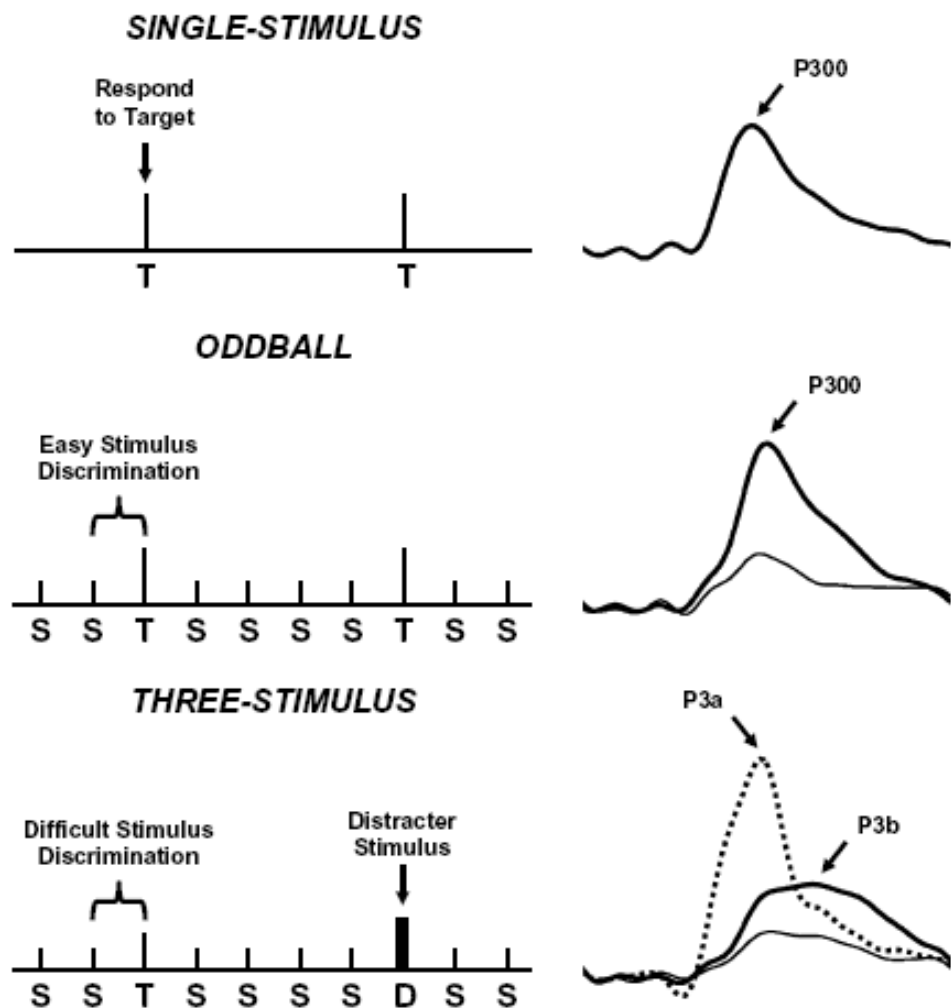 SINGLE-STIMULUS
Respond
to Target
P300
T T
ODDBALL
P300
Easy Stimulus
Discrimination
S S T S S S S T S S
THREE-STIMULUS
P3a
Difficult Stimulus
Discrimination
Distracter
Stimulus
P3b
S S T S S S S D S S